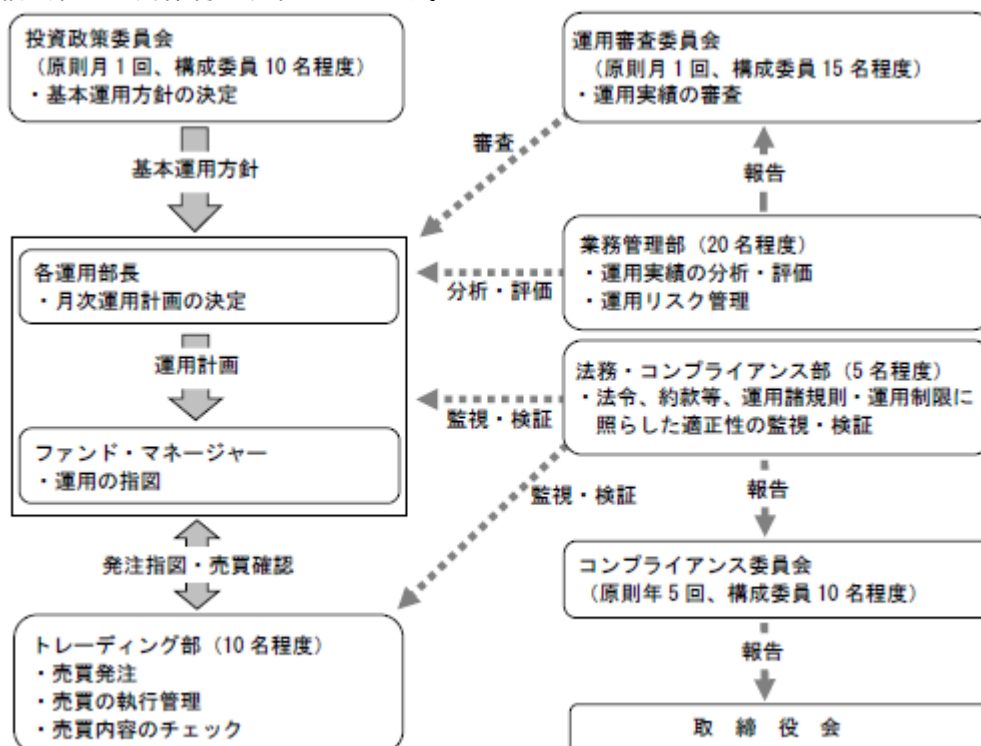 投資政策委員会
（原則月1回、構成委員10名程度）
・基本運用方針の決定
基本運用方針
各運用部長
・月次運用計画の決定
運用計画
ファンド・マネージャー
・運用の指図
発注指図・売買確認
トレーディング部（10名程度）
・売買発注
・売買の執行管理
・売買内容のチェック
運用審査委員会
（原則月1回、構成委員15名程度）
・運用実績の審査
審査
報告
業務管理部（20名程度）
・運用実績の分析・評価
・運用リスク管理
分析・評価
法務・コンプライアンス部（5名程度）
・法令、約款等、運用諸規則・運用制限に
照らした適正性の監視・検証
監視・検証
監視・検証
報告
コンプライアンス委員会
（原則年5回、構成委員10名程度）
報告
取締役会